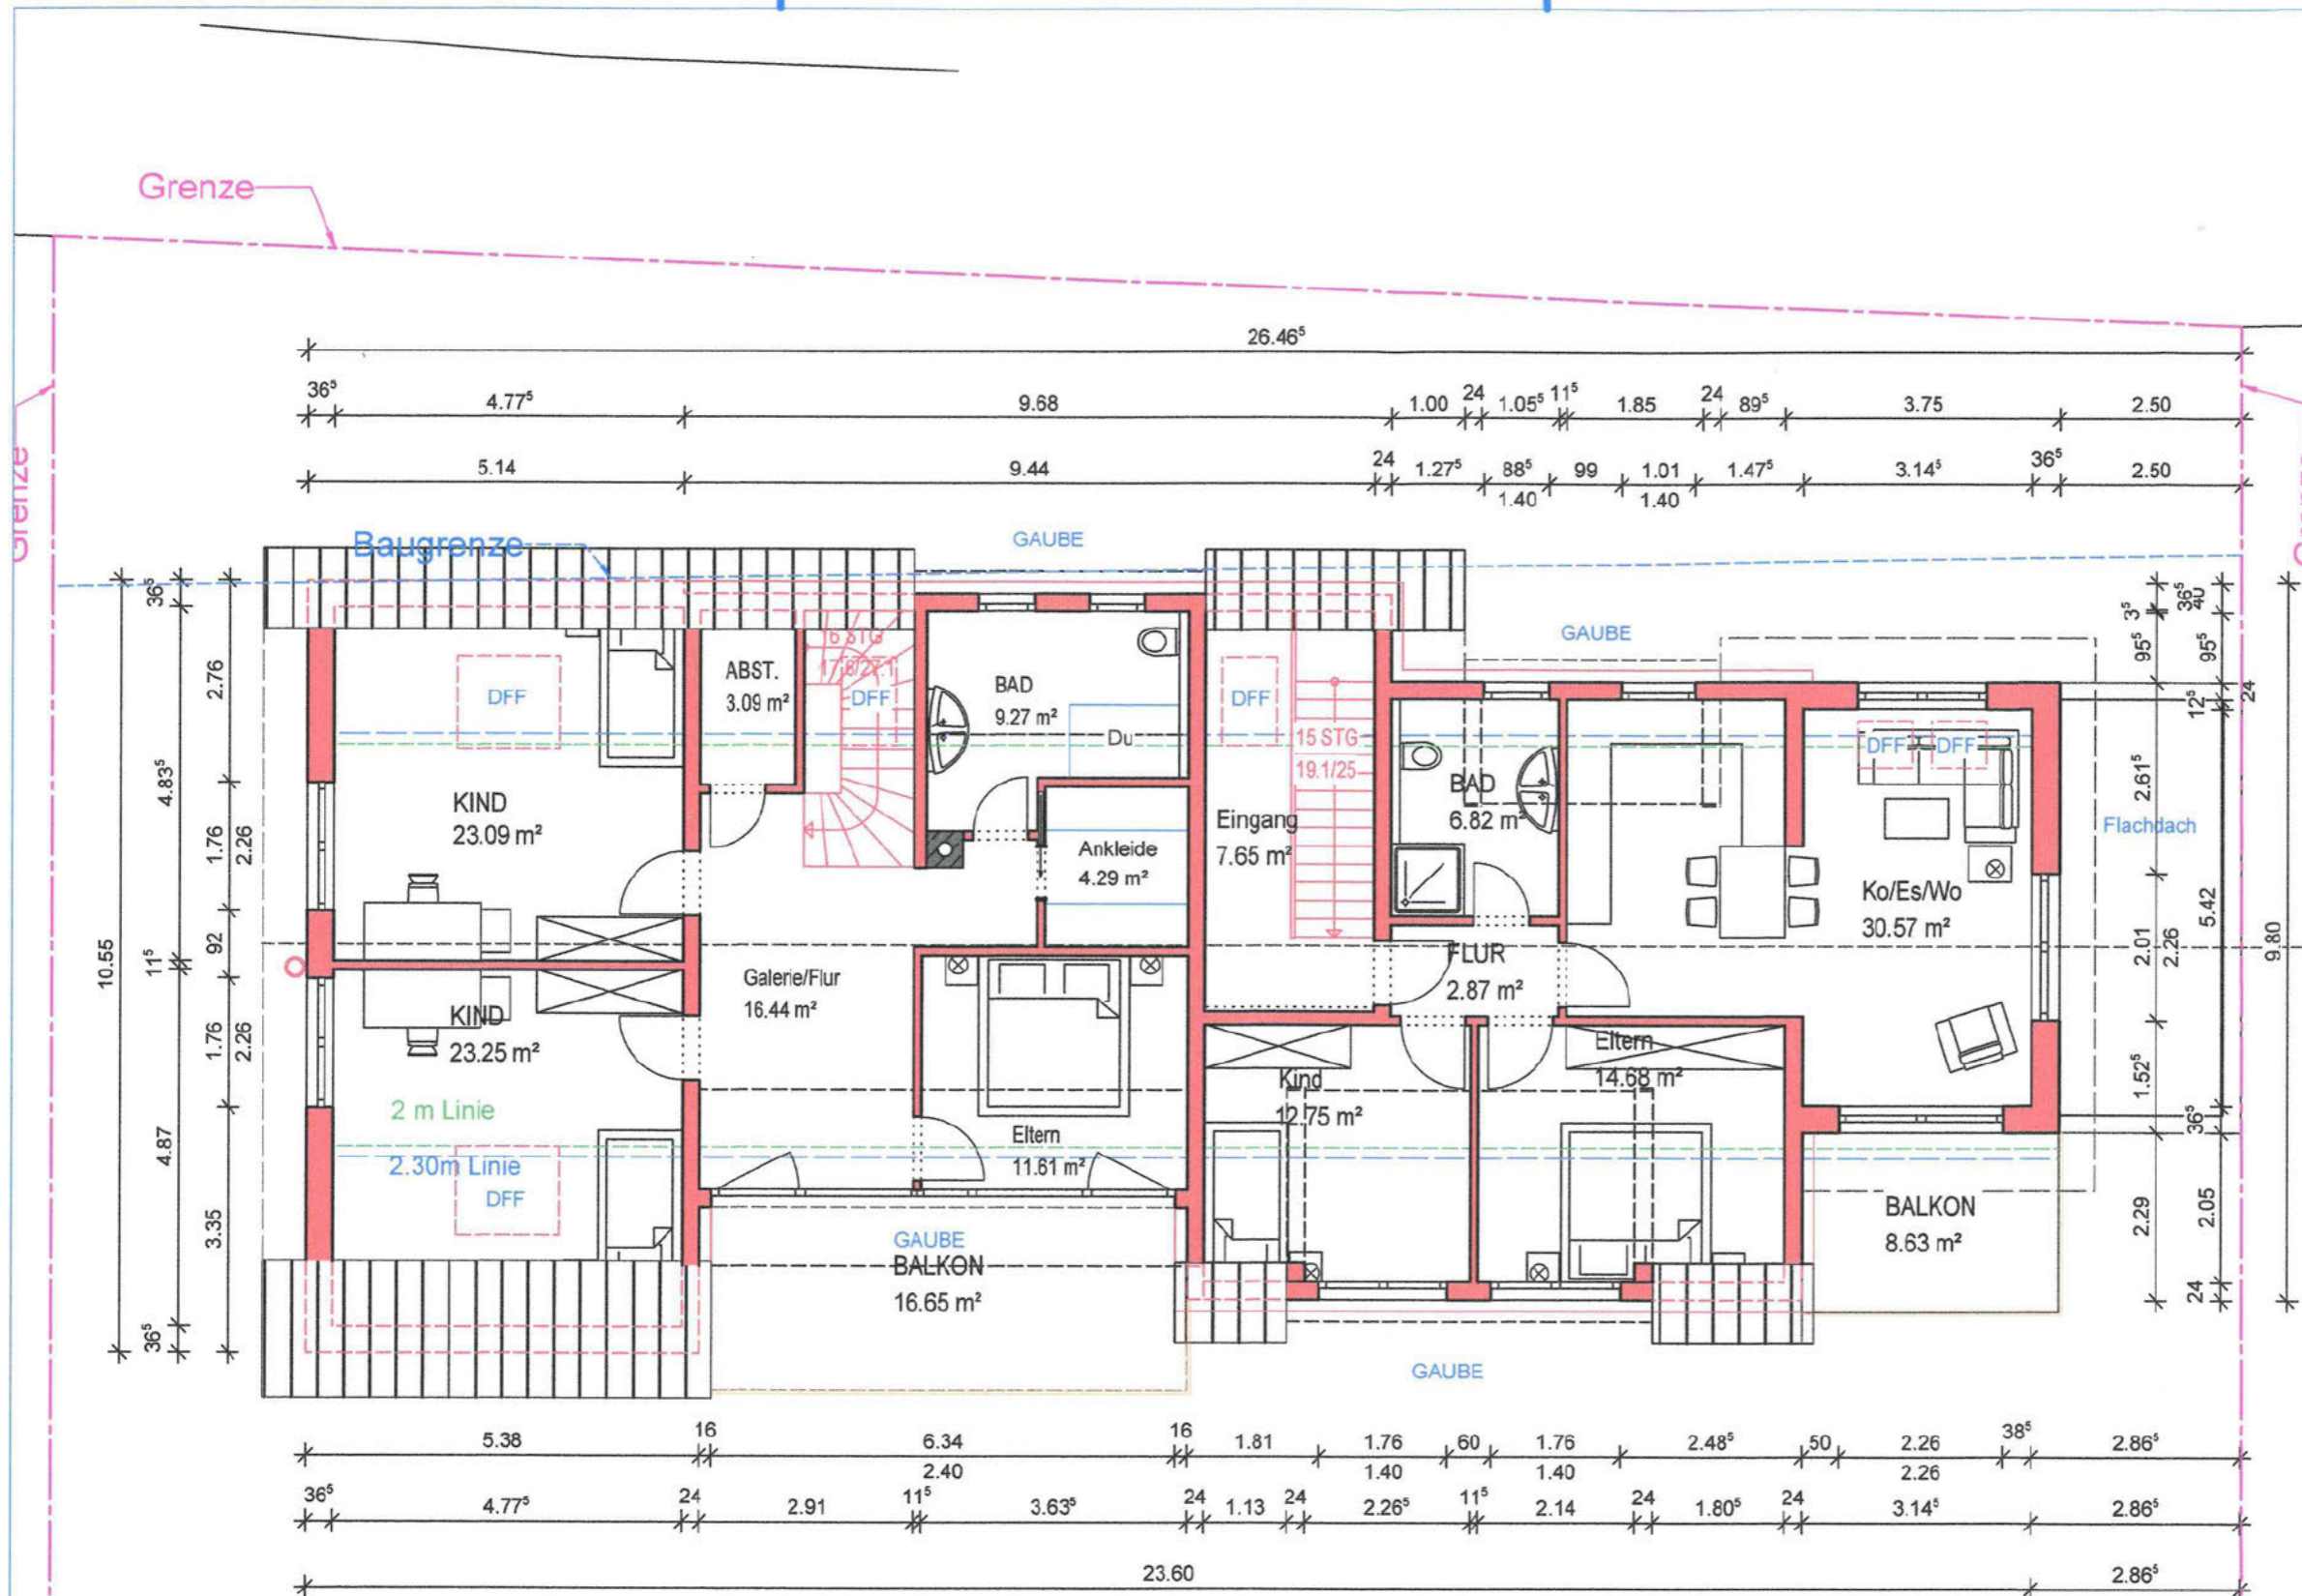 Grenze
26.46⁵
36⁵ 4.77⁵ 9.68 1.00 24 1.05⁵ 11⁵ 1.85 24 89⁵ 3.75 2.50
Grenze
5.14 9.44 24 1.27⁵ 88⁵ 99 1.01 1.47⁵ 3.14⁵ 36⁵ 2.50
1.40 1.40
Baugrenze
GAUBE
GAUBE
36⁵
36⁵
40
3⁵
95⁵
95⁵
16 STG
17.6/27.1
DFF
ABST.
3.09 m²
DFF
BAD
9.27 m²
Du
DFF
15 STG
19.1/25
DFF
DFF
2.76
24
12⁵
4.83⁵
2.61⁵
KIND
23.09 m²
Eingang
7.65 m²
BAD
6.82 m²
Flachdach
1.76
2.26
Ankleide
4.29 m²
Ko/Es/Wo
30.57 m²
5.42
10.55
11⁵
92
2.01
2.26
9.80
Galerie/Flur
16.44 m²
FLUR
2.87 m²
KIND
23.25 m²
1.76
2.26
Eltern
14.68 m²
Kind
12.75 m²
1.52⁵
36⁵
2 m Linie
2.30m Linie
DFF
Eltern
11.61 m²
4.87
3.35
BALKON
8.63 m²
2.29
2.05
GAUBE
BALKON
16.65 m²
24
36⁵
GAUBE
5.38 16 6.34 16 1.81 1.76 60 1.76 2.48⁵ 50 2.26 38⁵ 2.86⁵
2.40 1.40 1.40 2.26
36⁵ 4.77⁵ 24 2.91 11⁵ 3.63⁵ 24 1.13 24 2.26⁵ 11⁵ 2.14 24 1.80⁵ 24 3.14⁵ 2.86⁵
23.60 2.86⁵